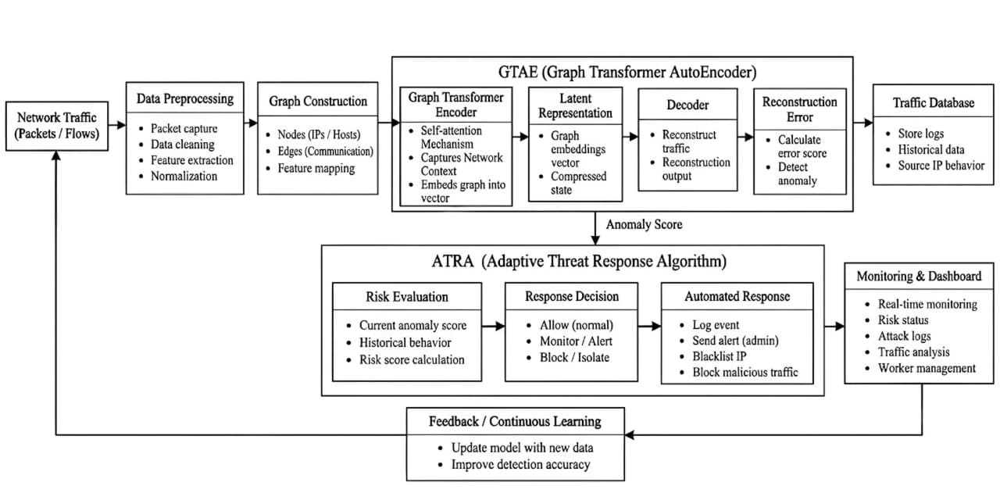 GTAE (Graph Transformer AutoEncoder)
Network Traffic
(Packets / Flows)
Data Preprocessing
• Packet capture
• Data cleaning
• Feature extraction
• Normalization
Graph Construction
• Nodes (IPs / Hosts)
• Edges (Communication)
• Feature mapping
Graph Transformer
Encoder
• Self-attention
Mechanism
• Captures Network
Context
• Embeds graph into
vector
Latent
Representation
• Graph
embeddings
vector
• Compressed
state
Decoder
• Reconstruct
traffic
• Reconstruction
output
Reconstruction
Error
• Calculate
error score
• Detect
anomaly
Traffic Database
• Store logs
• Historical data
• Source IP behavior
Anomaly Score
ATRA (Adaptive Threat Response Algorithm)
Risk Evaluation
• Current anomaly score
• Historical behavior
• Risk score calculation
Response Decision
• Allow (normal)
• Monitor / Alert
• Block / Isolate
Automated Response
• Log event
• Send alert (admin)
• Blacklist IP
• Block malicious traffic
Monitoring & Dashboard
• Real-time monitoring
• Risk status
• Attack logs
• Traffic analysis
• Worker management
Feedback / Continuous Learning
• Update model with new data
• Improve detection accuracy